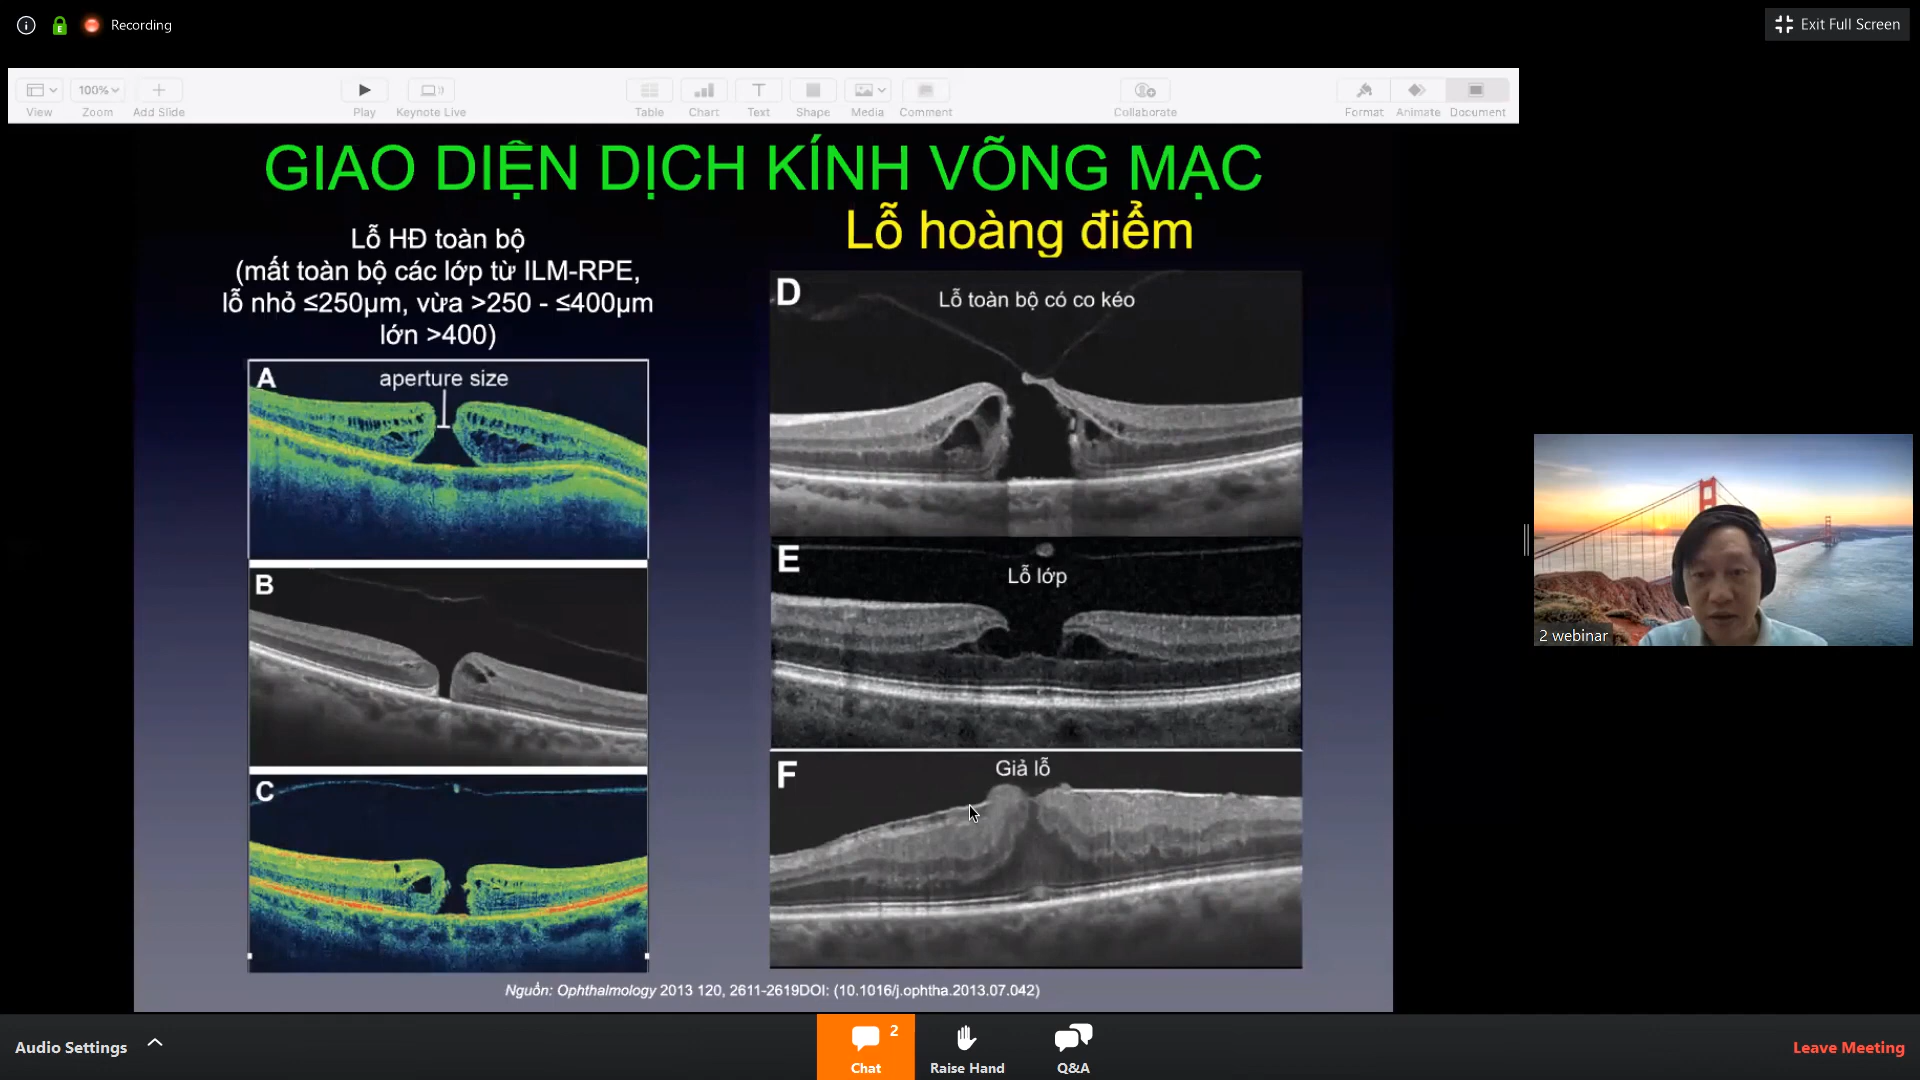 Recording
Exit Full Screen
100%
View
Zoom
Add Slide
Play
Keynote Live
Table
Chart
Text
Shape
Media
Comment
Collaborate
Format
Animate
Document
GIAO DIỆN DỊCH KÍNH VÕNG MẠC
Lỗ hoàng điểm
Lỗ HĐ toàn bộ
(mất toàn bộ các lớp từ ILM-RPE,
lỗ nhỏ ≤250µm, vừa >250 - ≤400µm
lớn >400)
A
aperture size
B
C
D
Lỗ toàn bộ có co kéo
E
Lỗ lớp
F
Giả lỗ
Nguồn: Ophthalmology 2013 120, 2611-2619DOI: (10.1016/j.ophtha.2013.07.042)
2 webinar
Audio Settings
2
Chat
Raise Hand
Q&A
Leave Meeting